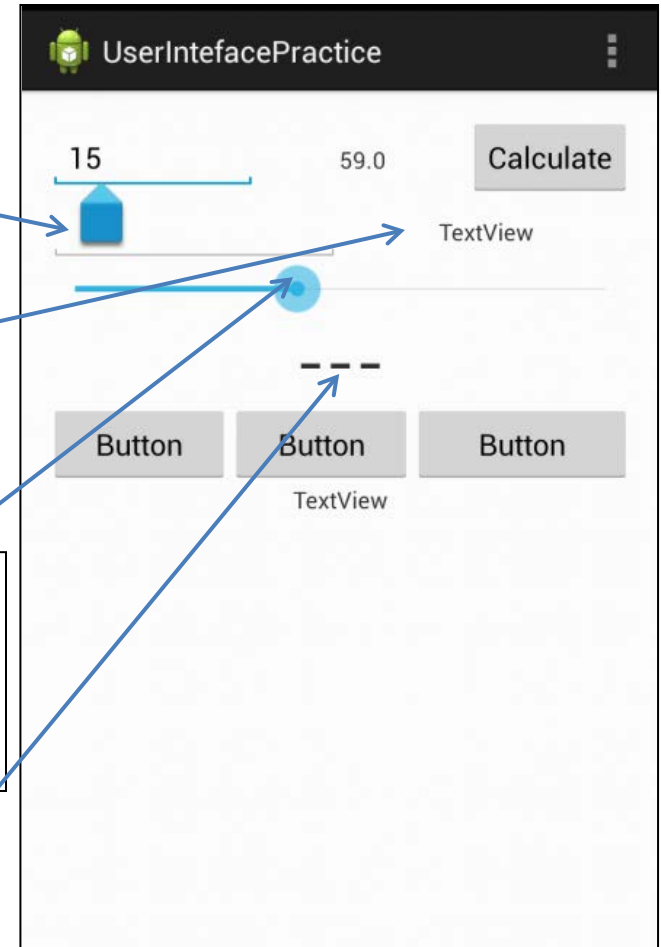 UserIntefacePractice
15 59.0 Calculate
TextView
---
Button Button Button
TextView